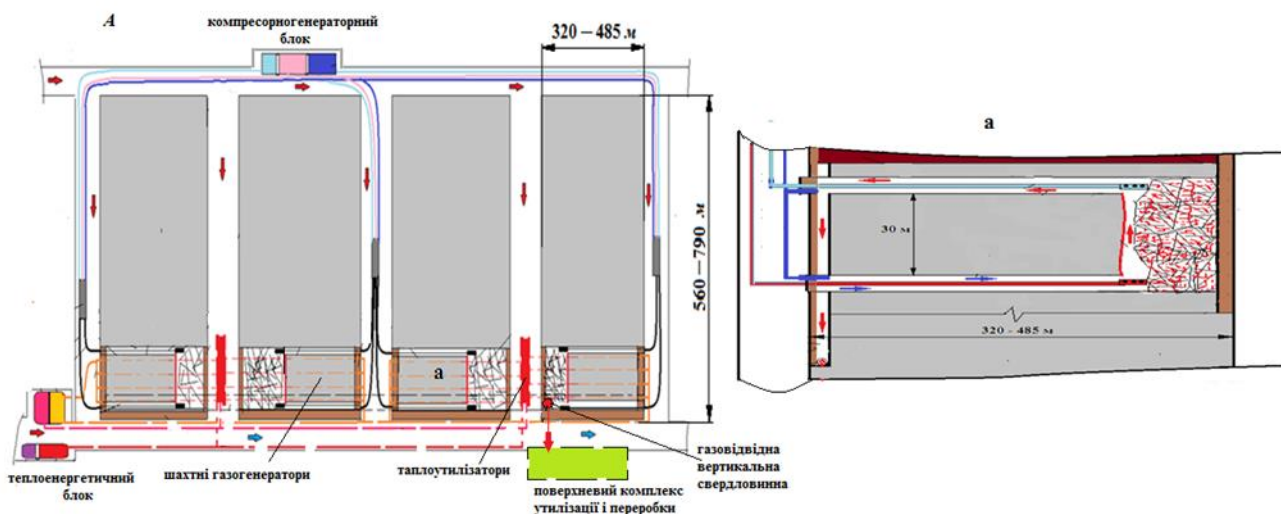 А
компресорногенераторний
блок
320 – 485 м
560–790 м
а
теплоенергетичний
блок
шахтні газогенератори
таплоутилізатори
поверхневий комплекс
утилізації і переробки
газовідвідна
вертикальна
свердловинна
а
30 м
320 - 485 м